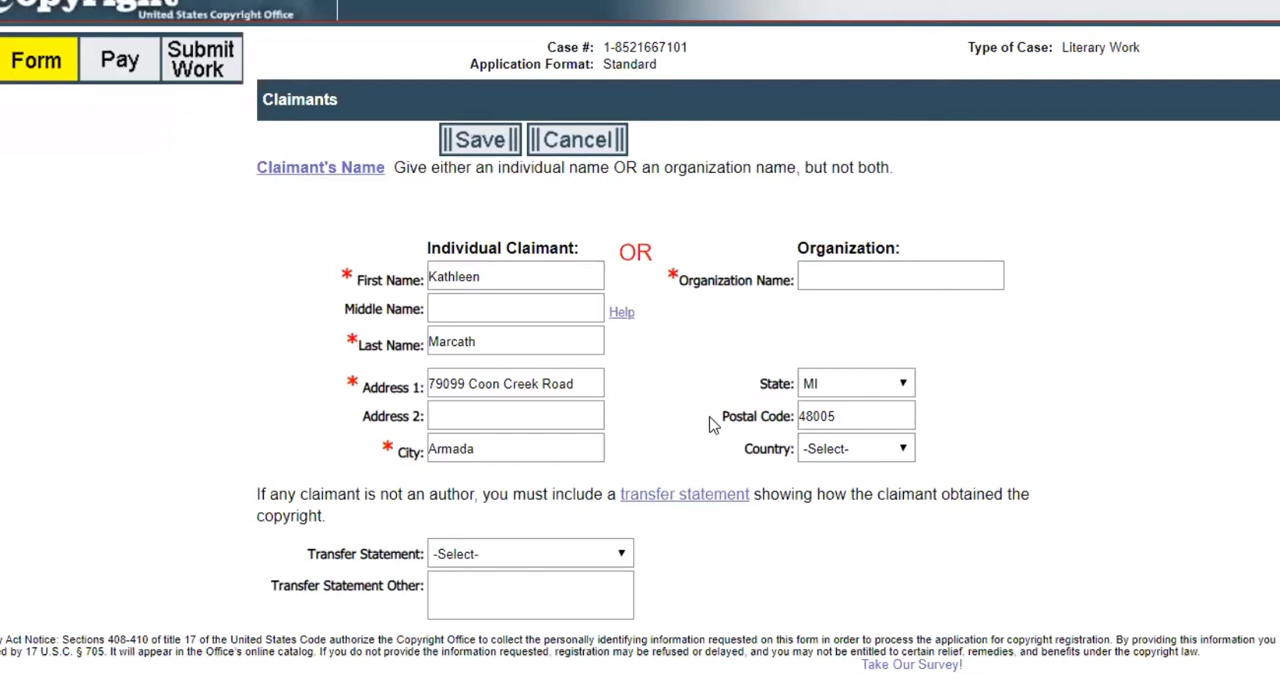 Copyright
United States Copyright Office
Form Pay Submit Work
Case #: 1-8521667101 Type of Case: Literary Work
Application Format: Standard
Claimants
||Save|| ||Cancel||
Claimant's Name Give either an individual name OR an organization name, but not both.
Individual Claimant: OR Organization:
* First Name: Kathleen * Organization Name:
Middle Name: Help
* Last Name: Marcath
* Address 1: 79099 Coon Creek Road State: MI
Address 2: Postal Code: 48005
* City: Armada Country: -Select-
If any claimant is not an author, you must include a transfer statement showing how the claimant obtained the
copyright.
Transfer Statement: -Select-
Transfer Statement Other:
y Act Notice: Sections 408-410 of title 17 of the United States Code authorize the Copyright Office to collect the personally identifying information requested on this form in order to process the application for copyright registration. By providing this information you
d by 17 U.S.C. § 705. It will appear in the Office's online catalog. If you do not provide the information requested, registration may be refused or delayed, and you may not be entitled to certain relief, remedies, and benefits under the copyright law.
Take Our Survey!